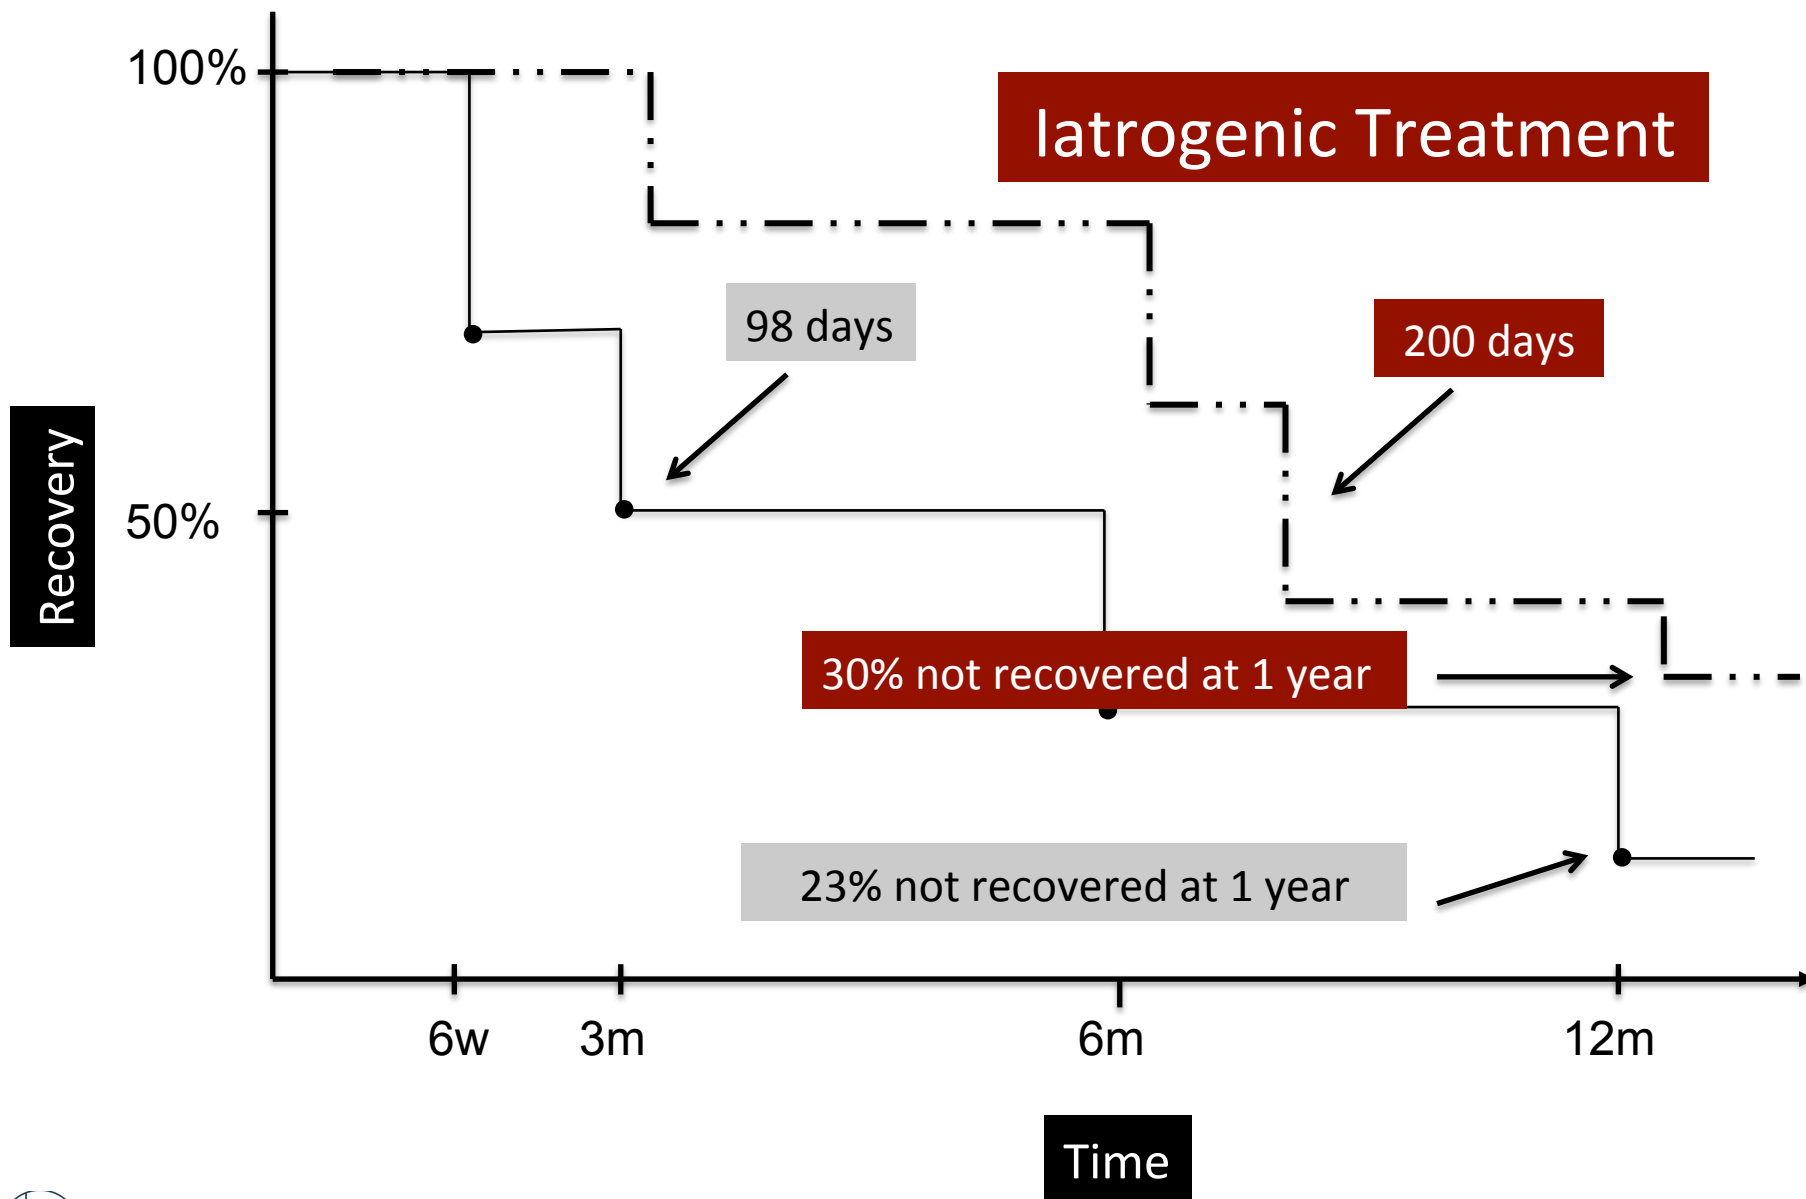 100%
Iatrogenic Treatment
98 days
200 days
Recovery
50%
30% not recovered at 1 year
23% not recovered at 1 year
6w
3m
6m
12m
Time